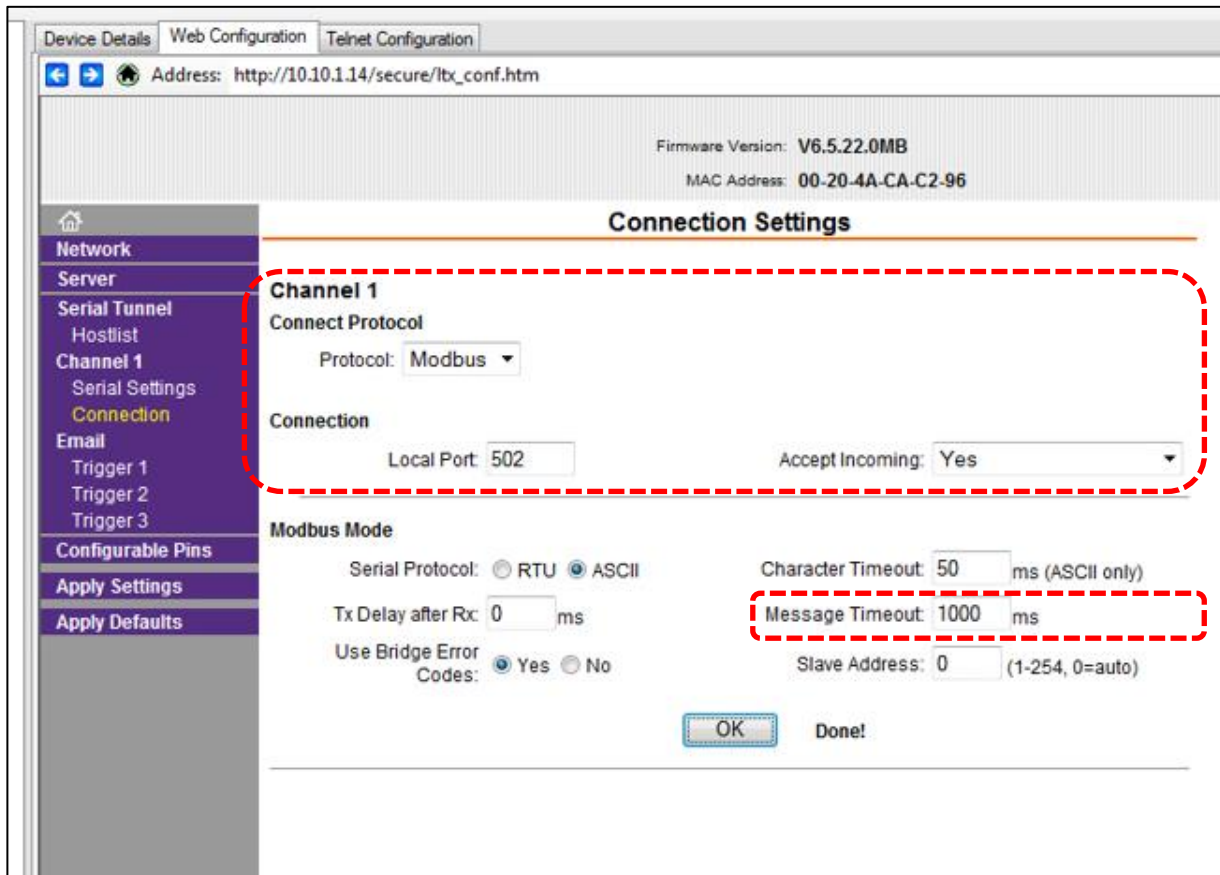 Device Details Web Configuration Telnet Configuration
Address: http://10.10.1.14/secure/ltx_conf.htm
Firmware Version: V6.5.22.0MB
MAC Address: 00-20-4A-CA-C2-96
Network
Server
Serial Tunnel
Hostlist
Channel 1
Serial Settings
Connection
Email
Trigger 1
Trigger 2
Trigger 3
Configurable Pins
Apply Settings
Apply Defaults
Connection Settings
Channel 1
Connect Protocol
Protocol: Modbus
Connection
Local Port: 502 Accept Incoming: Yes
Modbus Mode
Serial Protocol: RTU ASCII Character Timeout: 50 ms (ASCII only)
Tx Delay after Rx: 0 ms Message Timeout: 1000 ms
Use Bridge Error
Codes: Yes No Slave Address: 0 (1-254, 0=auto)
OK Done!